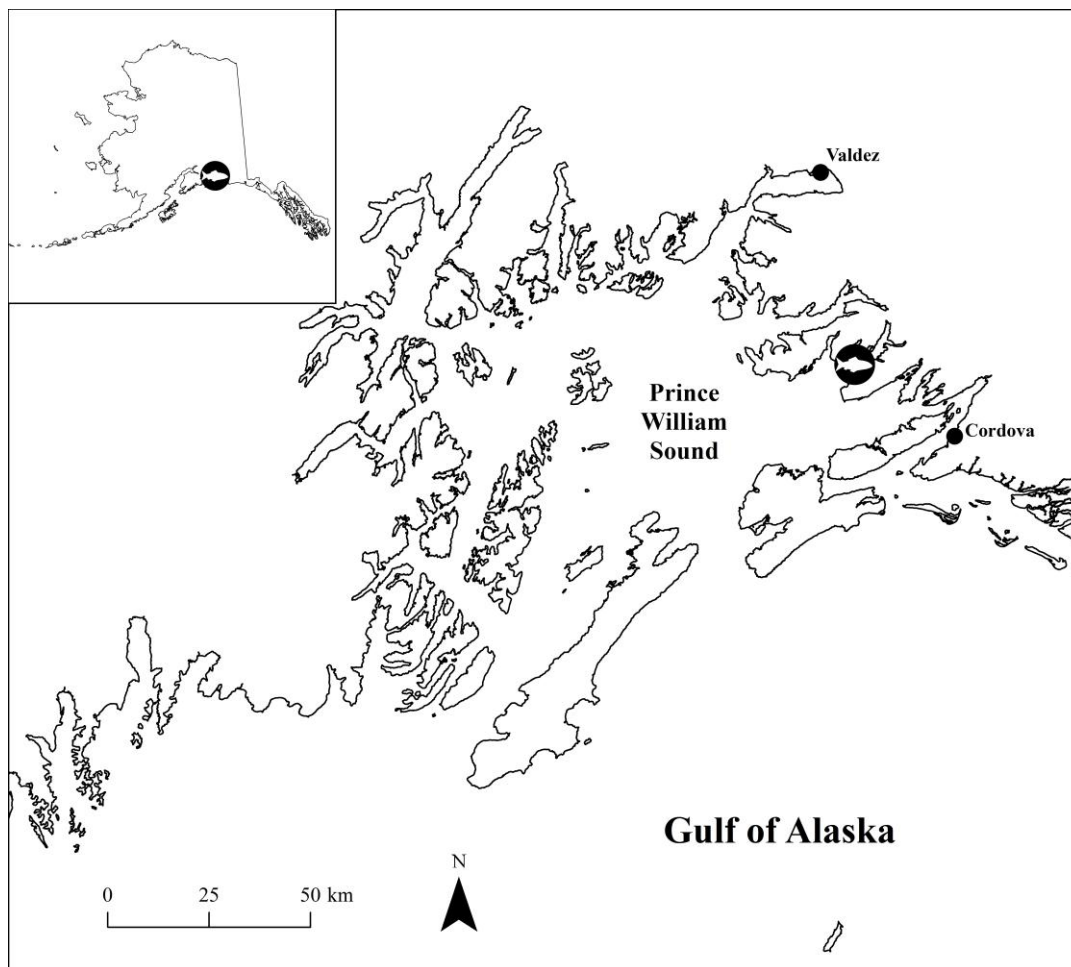 Valdez
Prince
William
Sound
Cordova
Gulf of Alaska
N
0 25 50 km